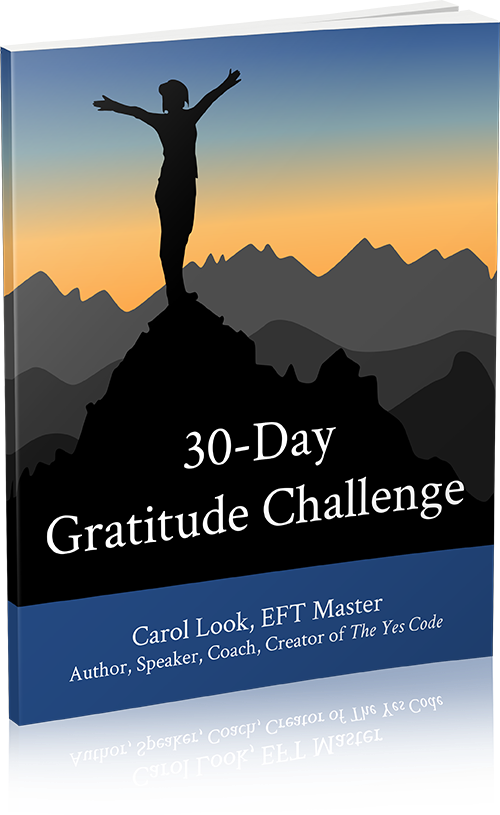 30-Day
Gratitude Challenge
Carol Look, EFT Master
Author, Speaker, Coach, Creator of The Yes Code